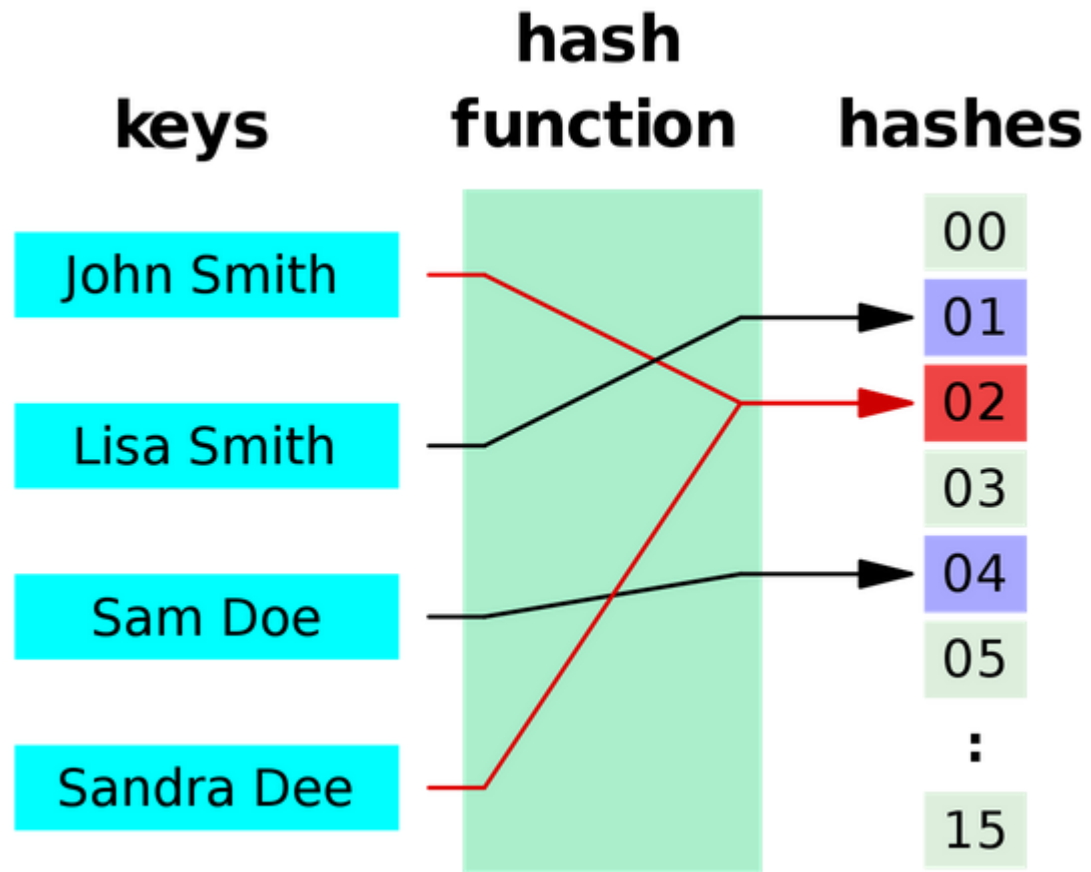 keys
hash
function
hashes
John Smith
Lisa Smith
Sam Doe
Sandra Dee
00
01
02
03
04
05
:
15